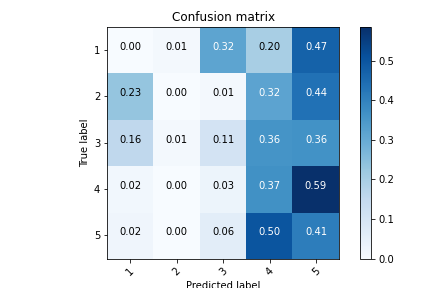 Confusion matrix
1 0.00 0.01 0.32 0.20 0.47
2 0.23 0.00 0.01 0.32 0.44
3 0.16 0.01 0.11 0.36 0.36
4 0.02 0.00 0.03 0.37 0.59
5 0.02 0.00 0.06 0.50 0.41
1 2 3 4 5
True label
Predicted label
0.5
0.4
0.3
0.2
0.1
0.0